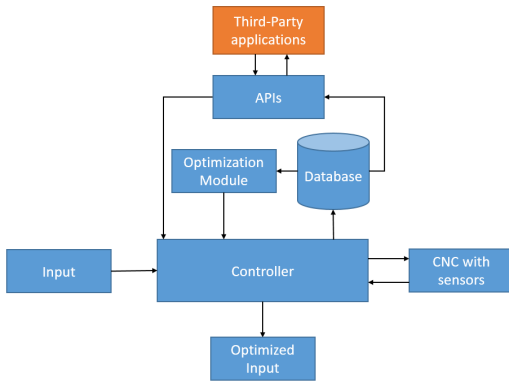 Third-Party
applications
APIs
Optimization
Module
Database
Input
Controller
CNC with
sensors
Optimized
Input